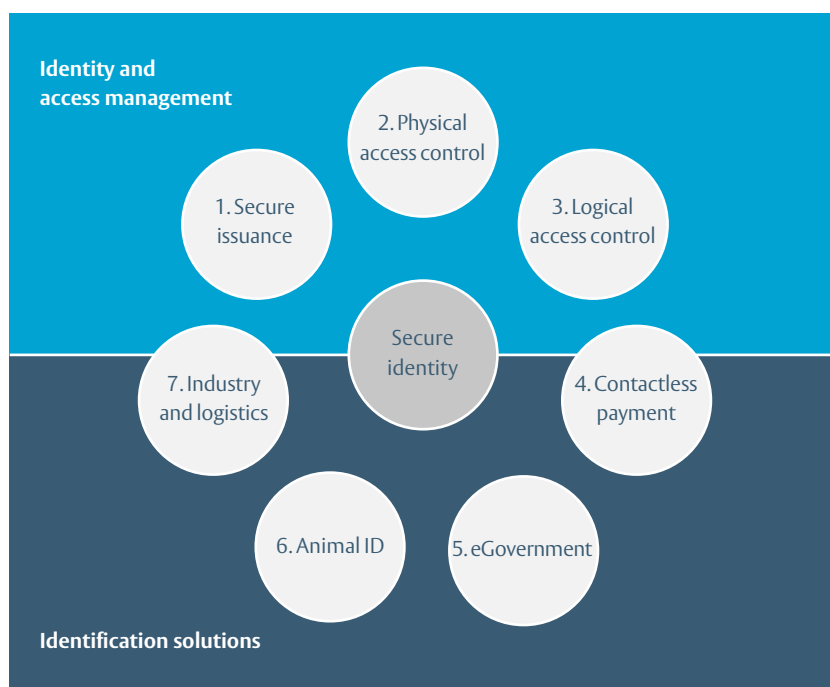 Identity and
access management
2. Physical
access control
1. Secure
issuance
3. Logical
access control
Secure
identity
7. Industry
and logistics
4. Contactless
payment
6. Animal ID
5. eGovernment
Identification solutions